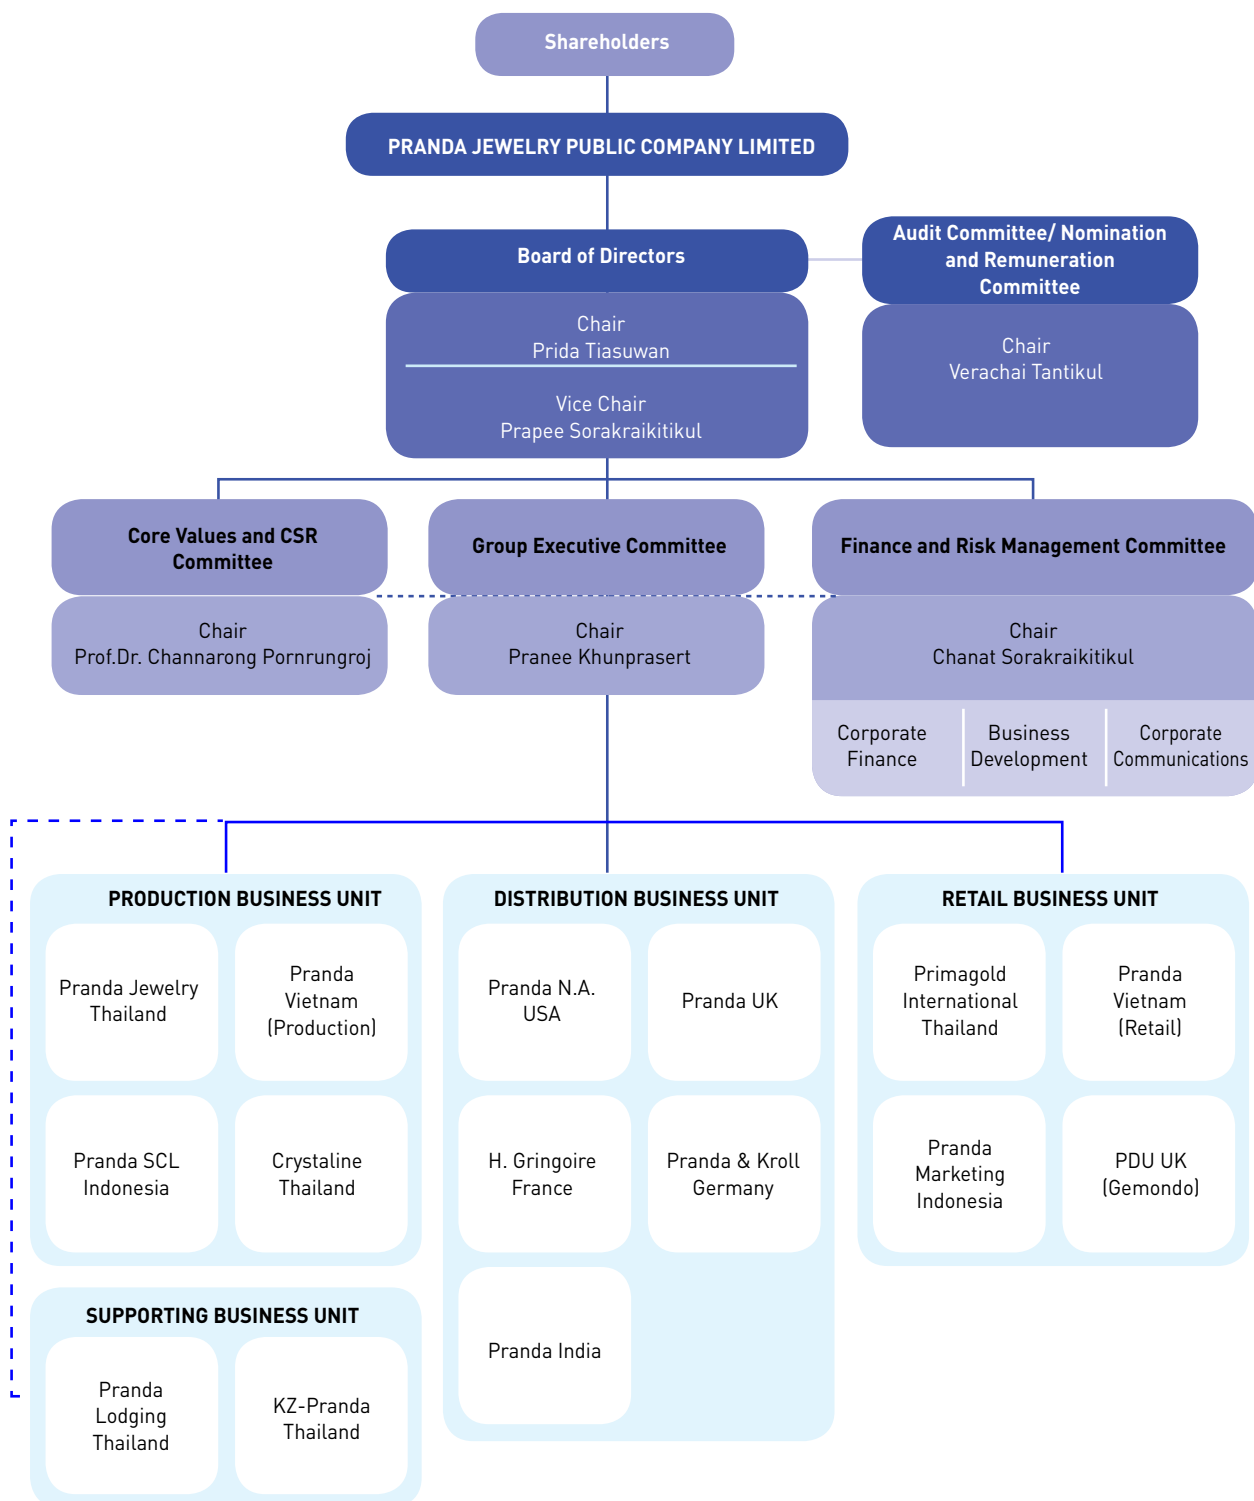 Shareholders
PRANDA JEWELRY PUBLIC COMPANY LIMITED
Board of Directors
Chair
Prida Tiasuwan
Vice Chair
Prapee Sorakraikitikul
Audit Committee/ Nomination
and Remuneration
Committee
Chair
Verachai Tantikul
Core Values and CSR
Committee
Chair
Prof.Dr. Channarong Pornrungroj
Group Executive Committee
Chair
Pranee Khunprasert
Finance and Risk Management Committee
Chair
Chanat Sorakraikitikul
Corporate
Finance
Business
Development
Corporate
Communications
PRODUCTION BUSINESS UNIT
Pranda Jewelry
Thailand
Pranda
Vietnam
(Production)
Pranda SCL
Indonesia
Crystaline
Thailand
DISTRIBUTION BUSINESS UNIT
Pranda N.A.
USA
Pranda UK
H. Gringoire
France
Pranda & Kroll
Germany
Pranda India
RETAIL BUSINESS UNIT
Primagold
International
Thailand
Pranda
Vietnam
(Retail)
Pranda
Marketing
Indonesia
PDU UK
(Gemondo)
SUPPORTING BUSINESS UNIT
Pranda
Lodging
Thailand
KZ-Pranda
Thailand